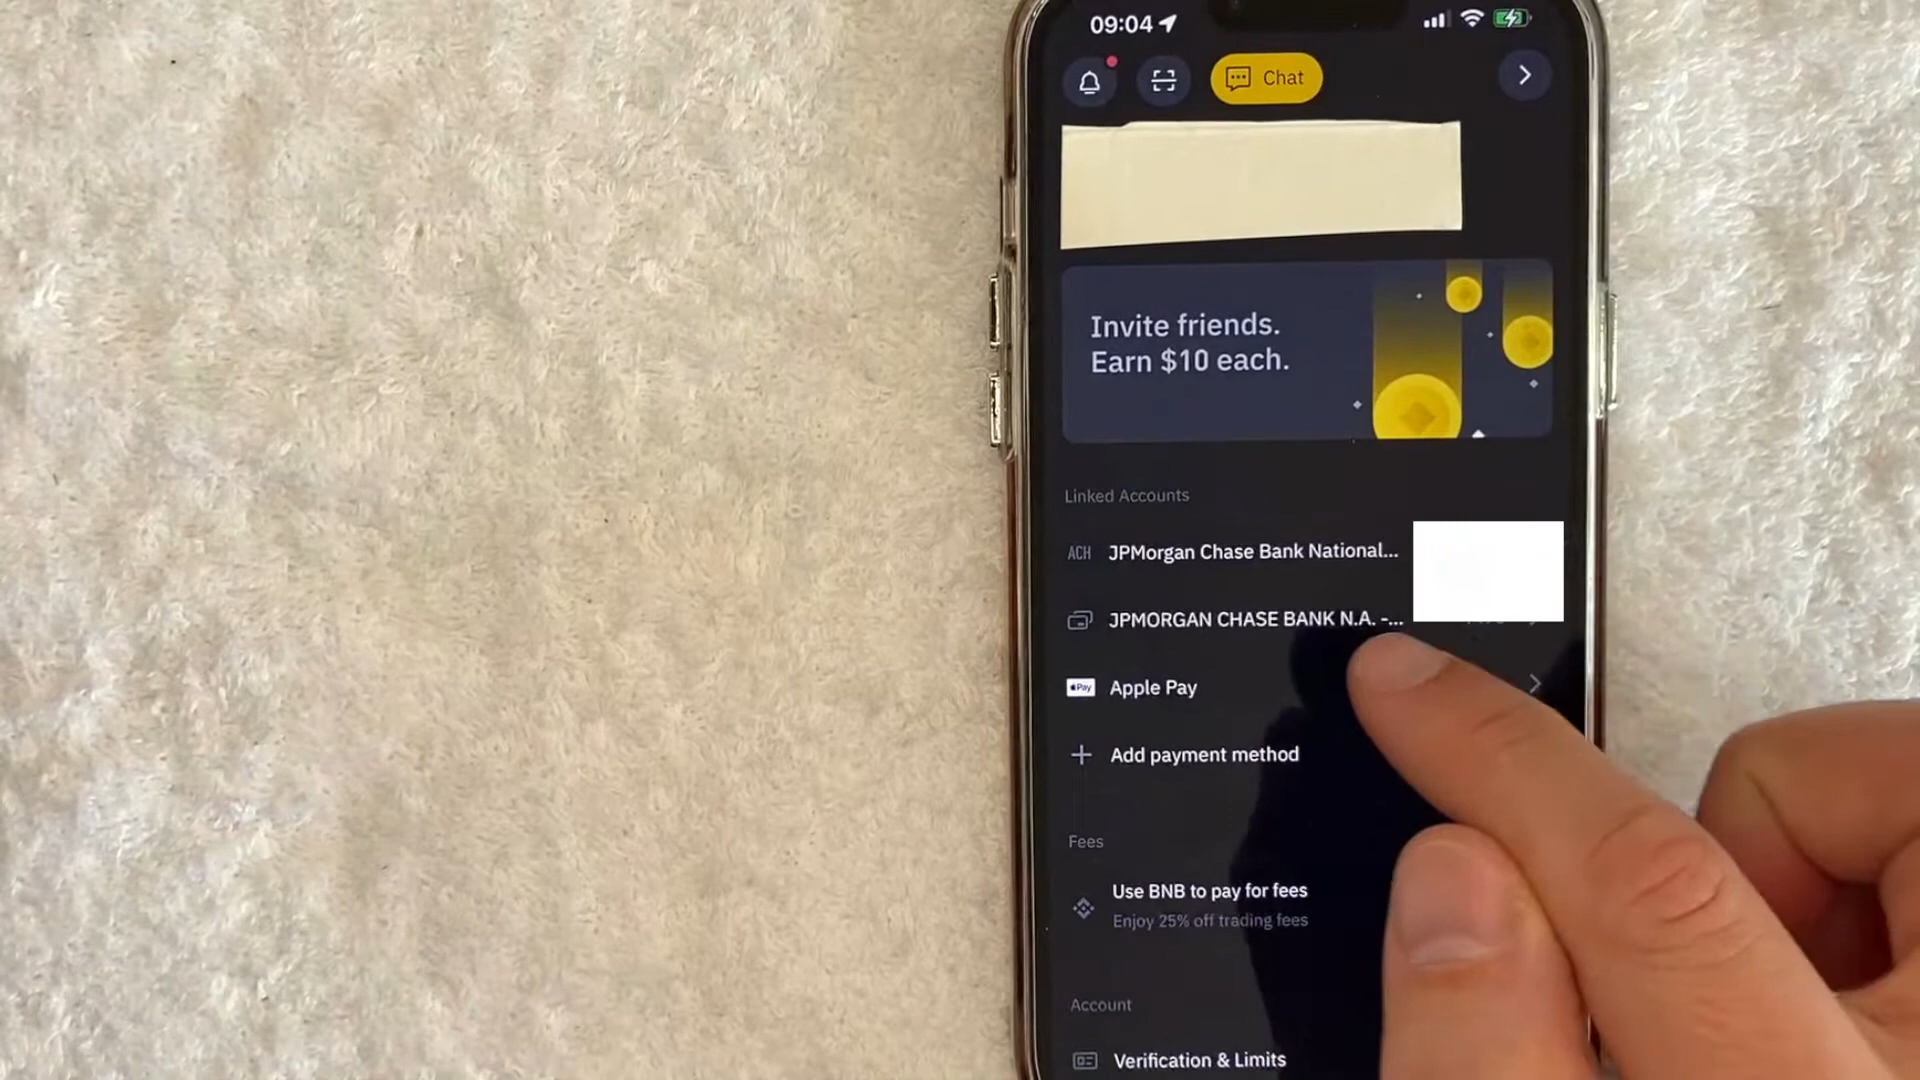 09:04
Chat
Invite friends.
Earn $10 each.
Linked Accounts
ACH JPMorgan Chase Bank National...
JPMORGAN CHASE BANK N.A. -...
Pay Apple Pay
Add payment method
Fees
Use BNB to pay for fees
Enjoy 25% off trading fees
Account
Verification & Limits